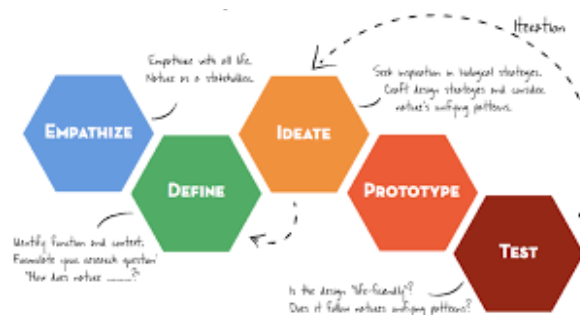 Iteration
Empathize with all life.
Nature as a stakeholder.
Seek inspiration in biological strategies.
Craft design strategies and consider
nature's unifying patterns.
EMPATHIZE
IDEATE
DEFINE
PROTOTYPE
TEST
Identify function and context.
Formulate your research question
"How does nature ______?"
Is the design "life-friendly"?
Does it follow nature's unifying patterns?